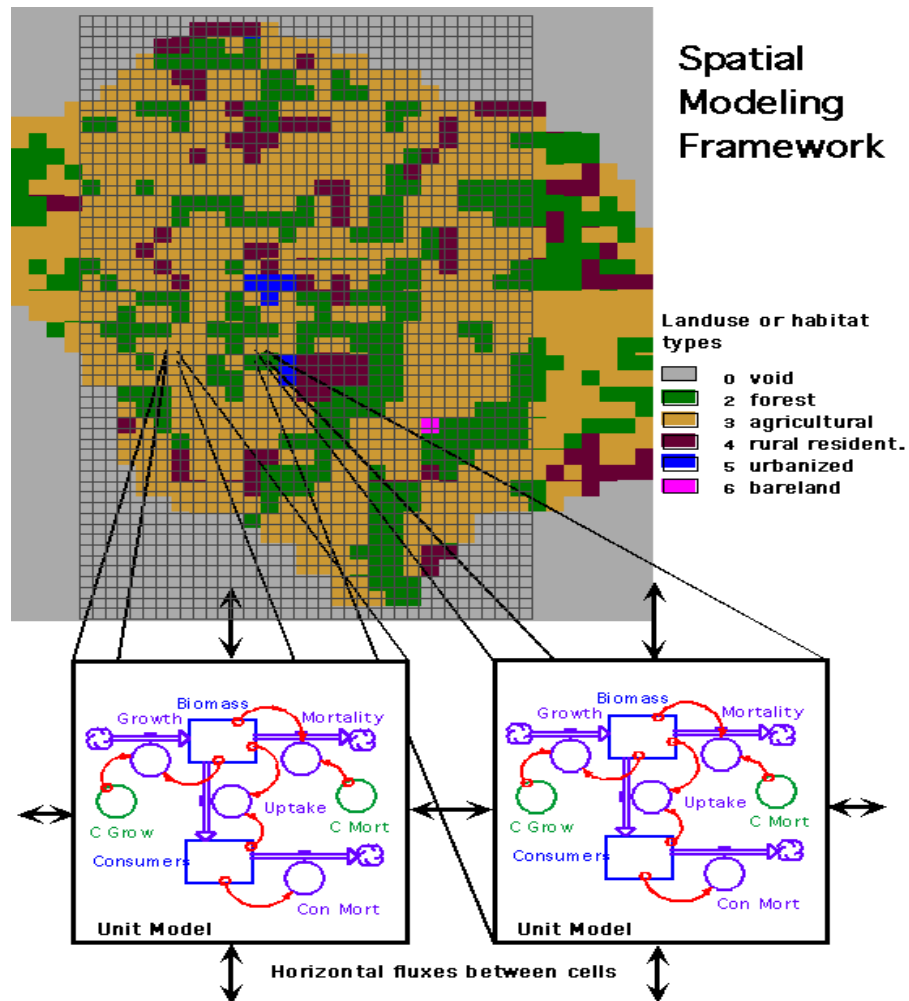 Spatial
Modeling
Framework
Landuse or habitat
types
0 void
2 forest
3 agricultural
4 rural resident.
5 urbanized
6 bareland
Biomass
Growth
Mortality
Uptake
C Grow
C Mort
Consumers
Con Mort
Unit Model
Biomass
Growth
Mortality
Uptake
C Grow
C Mort
Consumers
Con Mort
Unit Model
Horizontal fluxes between cells